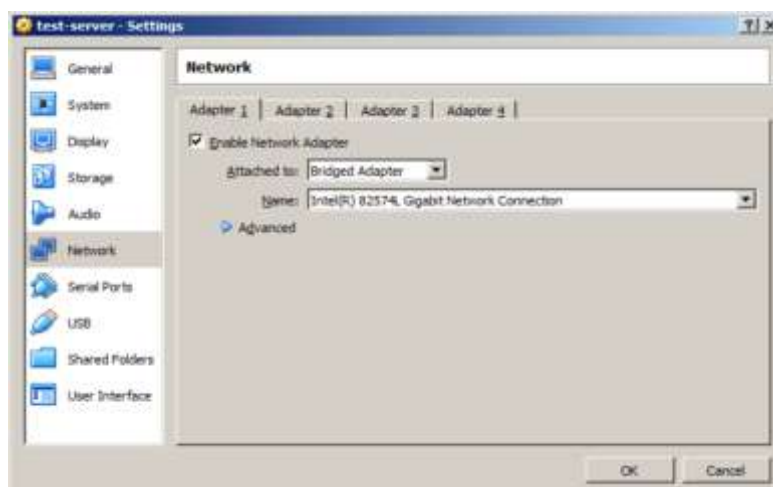 test-server - Settings
General
System
Display
Storage
Audio
Network
Serial Ports
USB
Shared Folders
User Interface
Network
Adapter 1
Adapter 2
Adapter 3
Adapter 4
Enable Network Adapter
Attached to: Bridged Adapter
Name: Intel(R) 82574L Gigabit Network Connection
Advanced
OK
Cancel